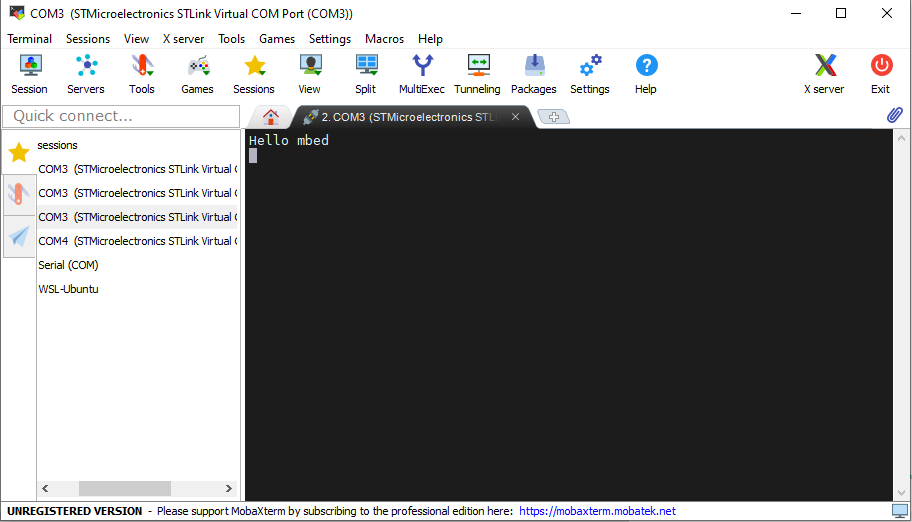 COM3 (STMicroelectronics STLink Virtual COM Port (COM3))
Terminal Sessions View X server Tools Games Settings Macros Help
Session Servers Tools Games Sessions View Split MultiExec Tunneling Packages Settings Help X server Exit
Quick connect...
2. COM3 (STMicroelectronics STL
sessions
COM3 (STMicroelectronics STLink Virtual C
COM3 (STMicroelectronics STLink Virtual C
COM3 (STMicroelectronics STLink Virtual C
COM4 (STMicroelectronics STLink Virtual C
Serial (COM)
WSL-Ubuntu
Hello mbed
UNREGISTERED VERSION - Please support MobaXterm by subscribing to the professional edition here: https://mobaxterm.mobatek.net